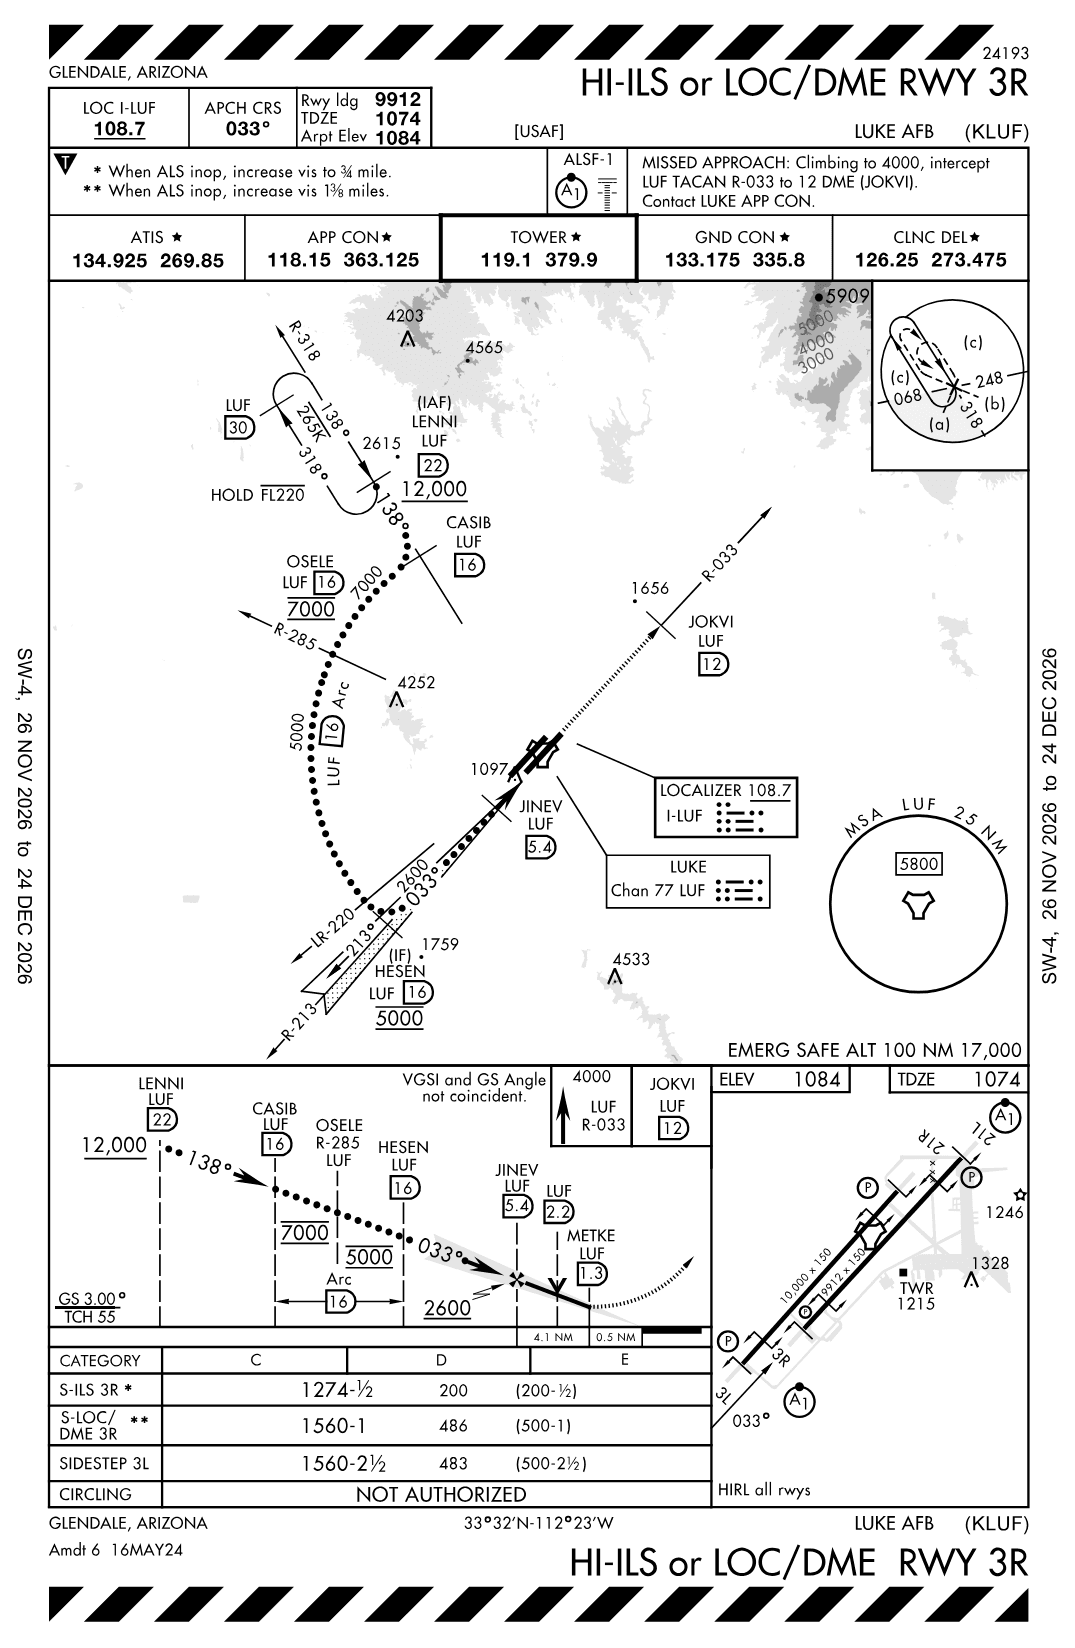 24193
GLENDALE, ARIZONA
HI-ILS or LOC/DME RWY 3R
LOC I-LUF
108.7
APCH CRS
033°
Rwy ldg 9912
TDZE 1074
Arpt Elev 1084
[USAF]
LUKE AFB (KLUF)
T
* When ALS inop, increase vis to ¾ mile.
** When ALS inop, increase vis 1⅜ miles.
ALSF-1
A1
MISSED APPROACH: Climbing to 4000, intercept
LUF TACAN R-033 to 12 DME (JOKVI).
Contact LUKE APP CON.
ATIS ★
134.925 269.85
APP CON★
118.15 363.125
TOWER★
119.1 379.9
GND CON★
133.175 335.8
CLNC DEL★
126.25 273.475
4203
4565
5909
5000
4000
3000
(c)
(c)
248
068
(b)
(a)
318
R-318
LUF
30
265K
138°
318°
2615
(IAF)
LENNI
LUF
22
12,000
HOLD FL220
138°
CASIB
LUF
16
OSELE
LUF 16
7000
7000
R-285
R-033
1656
JOKVI
LUF
12
4252
5000
LUF 16 Arc
1097
JINEV
LUF
5.4
LOCALIZER 108.7
I-LUF
LUKE
Chan 77 LUF
MSA LUF 25 NM
5800
2600
033°
LR-220
213°
(IF)
HESEN
LUF 16
5000
1759
R-213
4533
EMERG SAFE ALT 100 NM 17,000
SW-4, 26 NOV 2026 to 24 DEC 2026
SW-4, 26 NOV 2026 to 24 DEC 2026
LENNI
LUF
22
12,000
138°
CASIB
LUF
16
OSELE
R-285
LUF
HESEN
LUF
16
7000
5000
Arc
16
VGSI and GS Angle
not coincident.
4000
LUF
R-033
JOKVI
LUF
12
033°
JINEV
LUF
5.4
LUF
2.2
METKE
LUF
1.3
2600
GS 3.00°
TCH 55
4.1 NM
0.5 NM
ELEV 1084
TDZE 1074
A1
21R
21L
P
P
1246
1328
TWR
1215
10,000 x 150
9912 x 150
P
P
3R
3L
033°
A1
HIRL all rwys
CATEGORY C D E
S-ILS 3R * 1274-½ 200 (200-½)
S-LOC/
DME 3R ** 1560-1 486 (500-1)
SIDESTEP 3L 1560-2½ 483 (500-2½)
CIRCLING NOT AUTHORIZED
GLENDALE, ARIZONA
33°32'N-112°23'W
LUKE AFB (KLUF)
Amdt 6 16MAY24
HI-ILS or LOC/DME RWY 3R